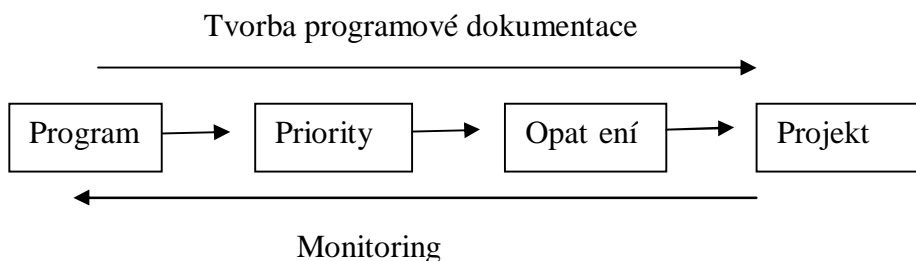 Tvorba programové dokumentace
Program Priority Opat ení Projekt
Monitoring